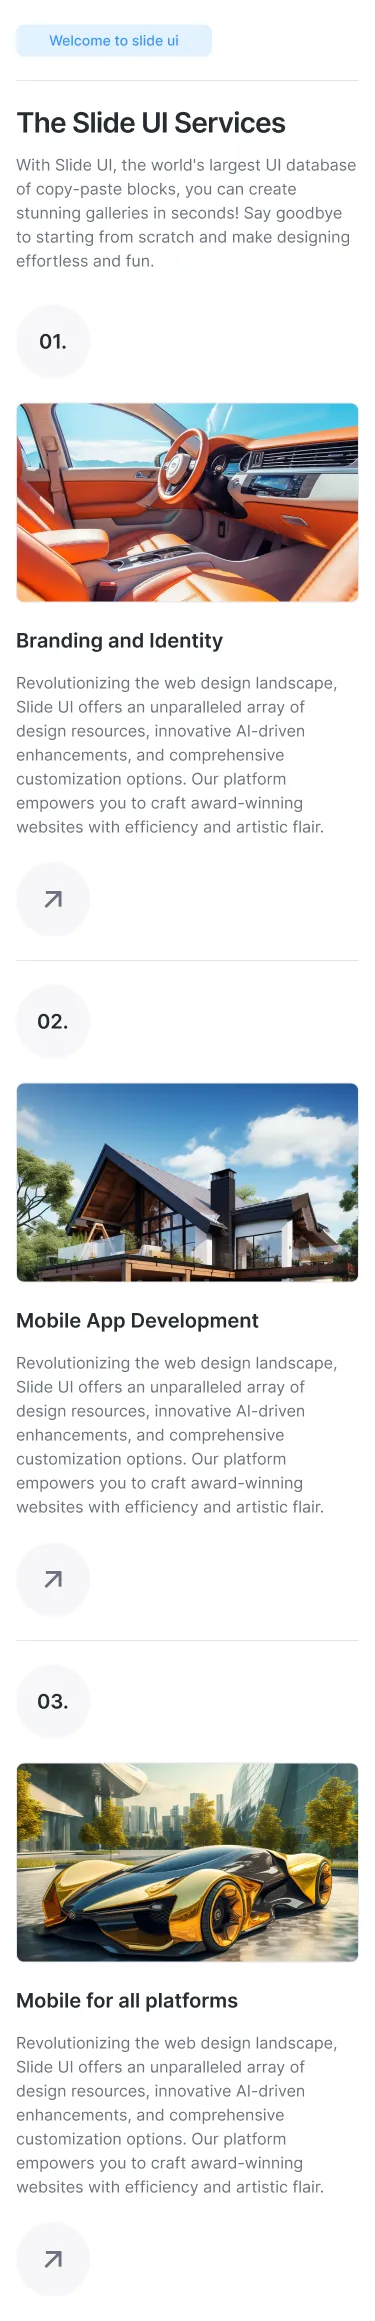 Welcome to slide ui
The Slide UI Services
With Slide UI, the world's largest UI database
of copy-paste blocks, you can create
stunning galleries in seconds! Say goodbye
to starting from scratch and make designing
effortless and fun.
01.
Branding and Identity
Revolutionizing the web design landscape,
Slide UI offers an unparalleled array of
design resources, innovative AI-driven
enhancements, and comprehensive
customization options. Our platform
empowers you to craft award-winning
websites with efficiency and artistic flair.
02.
Mobile App Development
Revolutionizing the web design landscape,
Slide UI offers an unparalleled array of
design resources, innovative AI-driven
enhancements, and comprehensive
customization options. Our platform
empowers you to craft award-winning
websites with efficiency and artistic flair.
03.
Mobile for all platforms
Revolutionizing the web design landscape,
Slide UI offers an unparalleled array of
design resources, innovative AI-driven
enhancements, and comprehensive
customization options. Our platform
empowers you to craft award-winning
websites with efficiency and artistic flair.